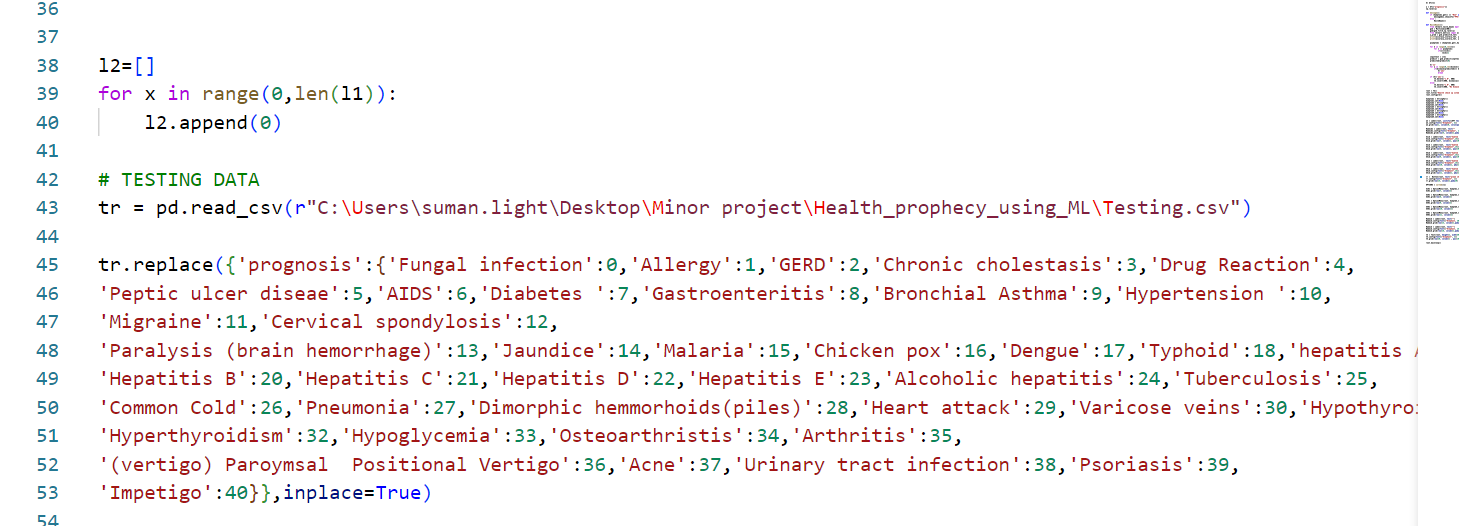 36
37
38 l2=[]
39 for x in range(0,len(l1)):
40 l2.append(0)
41
42 # TESTING DATA
43 tr = pd.read_csv(r"C:\Users\suman.light\Desktop\Minor project\Health_prophecy_using_ML\Testing.csv")
44
45 tr.replace({'prognosis':{'Fungal infection':0,'Allergy':1,'GERD':2,'Chronic cholestasis':3,'Drug Reaction':4,
46 'Peptic ulcer diseae':5,'AIDS':6,'Diabetes ':7,'Gastroenteritis':8,'Bronchial Asthma':9,'Hypertension ':10,
47 'Migraine':11,'Cervical spondylosis':12,
48 'Paralysis (brain hemorrhage)':13,'Jaundice':14,'Malaria':15,'Chicken pox':16,'Dengue':17,'Typhoid':18,'hepatitis
49 'Hepatitis B':20,'Hepatitis C':21,'Hepatitis D':22,'Hepatitis E':23,'Alcoholic hepatitis':24,'Tuberculosis':25,
50 'Common Cold':26,'Pneumonia':27,'Dimorphic hemmorhoids(piles)':28,'Heart attack':29,'Varicose veins':30,'Hypothyro
51 'Hyperthyroidism':32,'Hypoglycemia':33,'Osteoarthristis':34,'Arthritis':35,
52 '(vertigo) Paroymsal  Positional Vertigo':36,'Acne':37,'Urinary tract infection':38,'Psoriasis':39,
53 'Impetigo':40}},inplace=True)
54